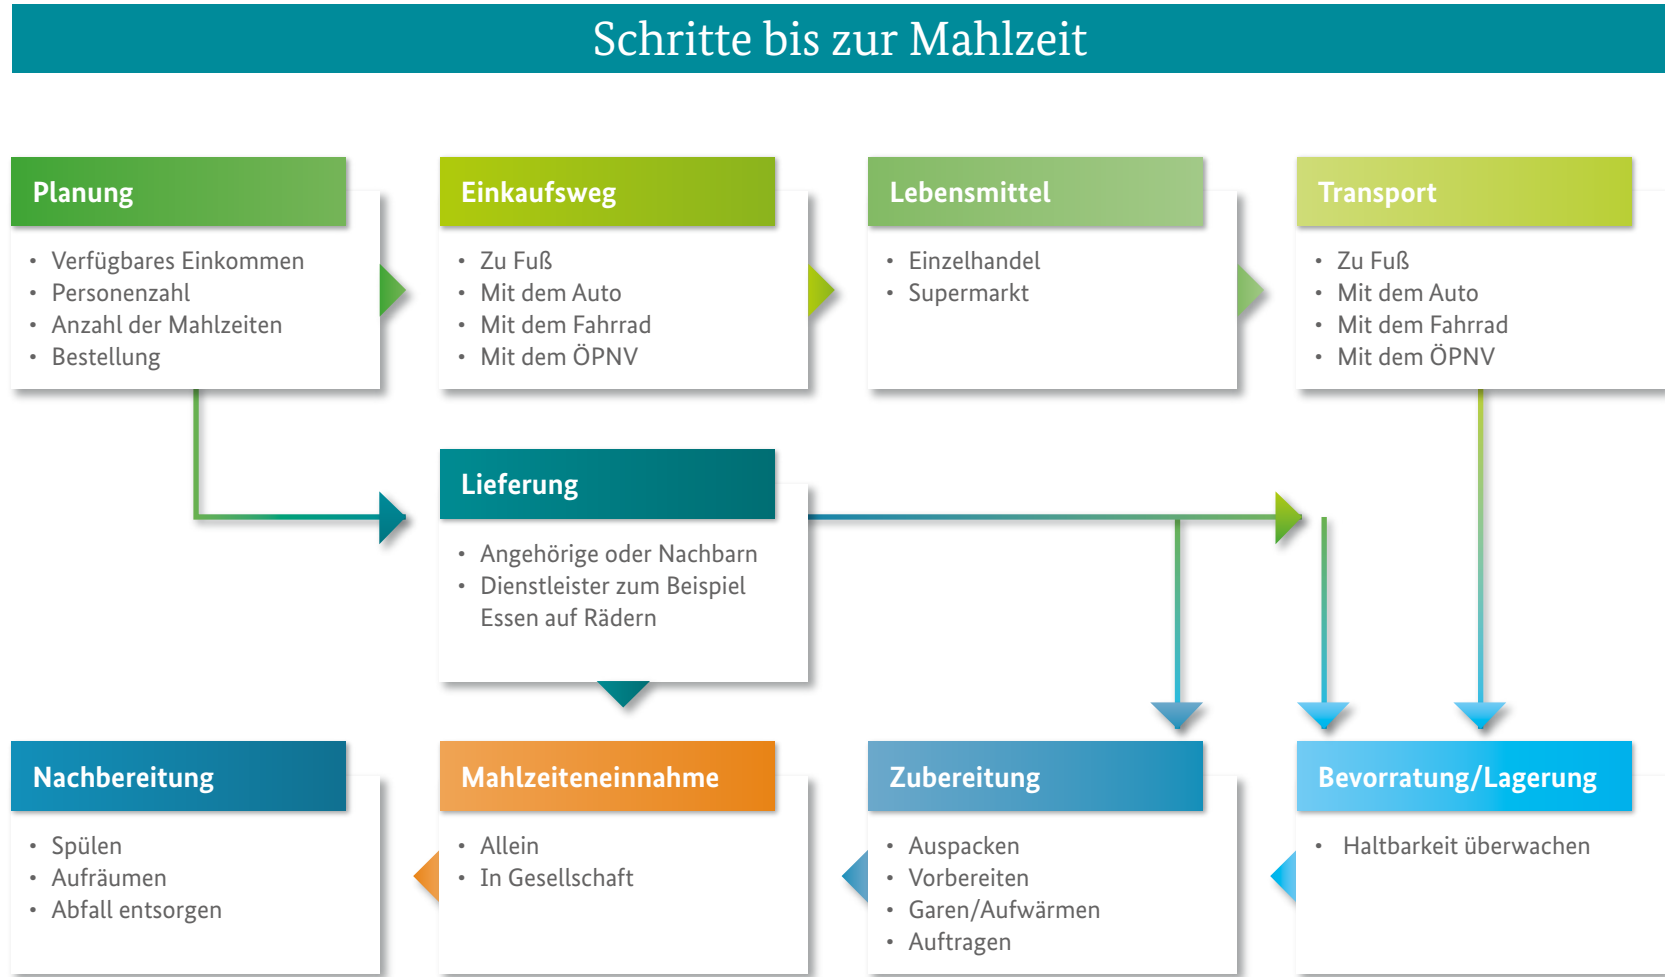 Schritte bis zur Mahlzeit
Planung
• Verfügbares Einkommen
• Personenzahl
• Anzahl der Mahlzeiten
• Bestellung
Einkaufsweg
• Zu Fuß
• Mit dem Auto
• Mit dem Fahrrad
• Mit dem ÖPNV
Lebensmittel
• Einzelhandel
• Supermarkt
Transport
• Zu Fuß
• Mit dem Auto
• Mit dem Fahrrad
• Mit dem ÖPNV
Lieferung
• Angehörige oder Nachbarn
• Dienstleister zum Beispiel
Essen auf Rädern
Nachbereitung
• Spülen
• Aufräumen
• Abfall entsorgen
Mahlzeiteneinnahme
• Allein
• In Gesellschaft
Zubereitung
• Auspacken
• Vorbereiten
• Garen/Aufwärmen
• Auftragen
Bevorratung/Lagerung
• Haltbarkeit überwachen